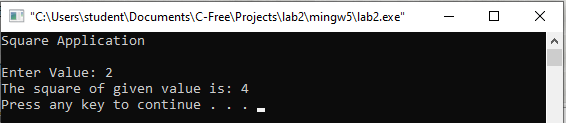 "C:\Users\student\Documents\C-Free\Projects\lab2\mingw5\lab2.exe"
Square Application
Enter Value: 2
The square of given value is: 4
Press any key to continue . . .